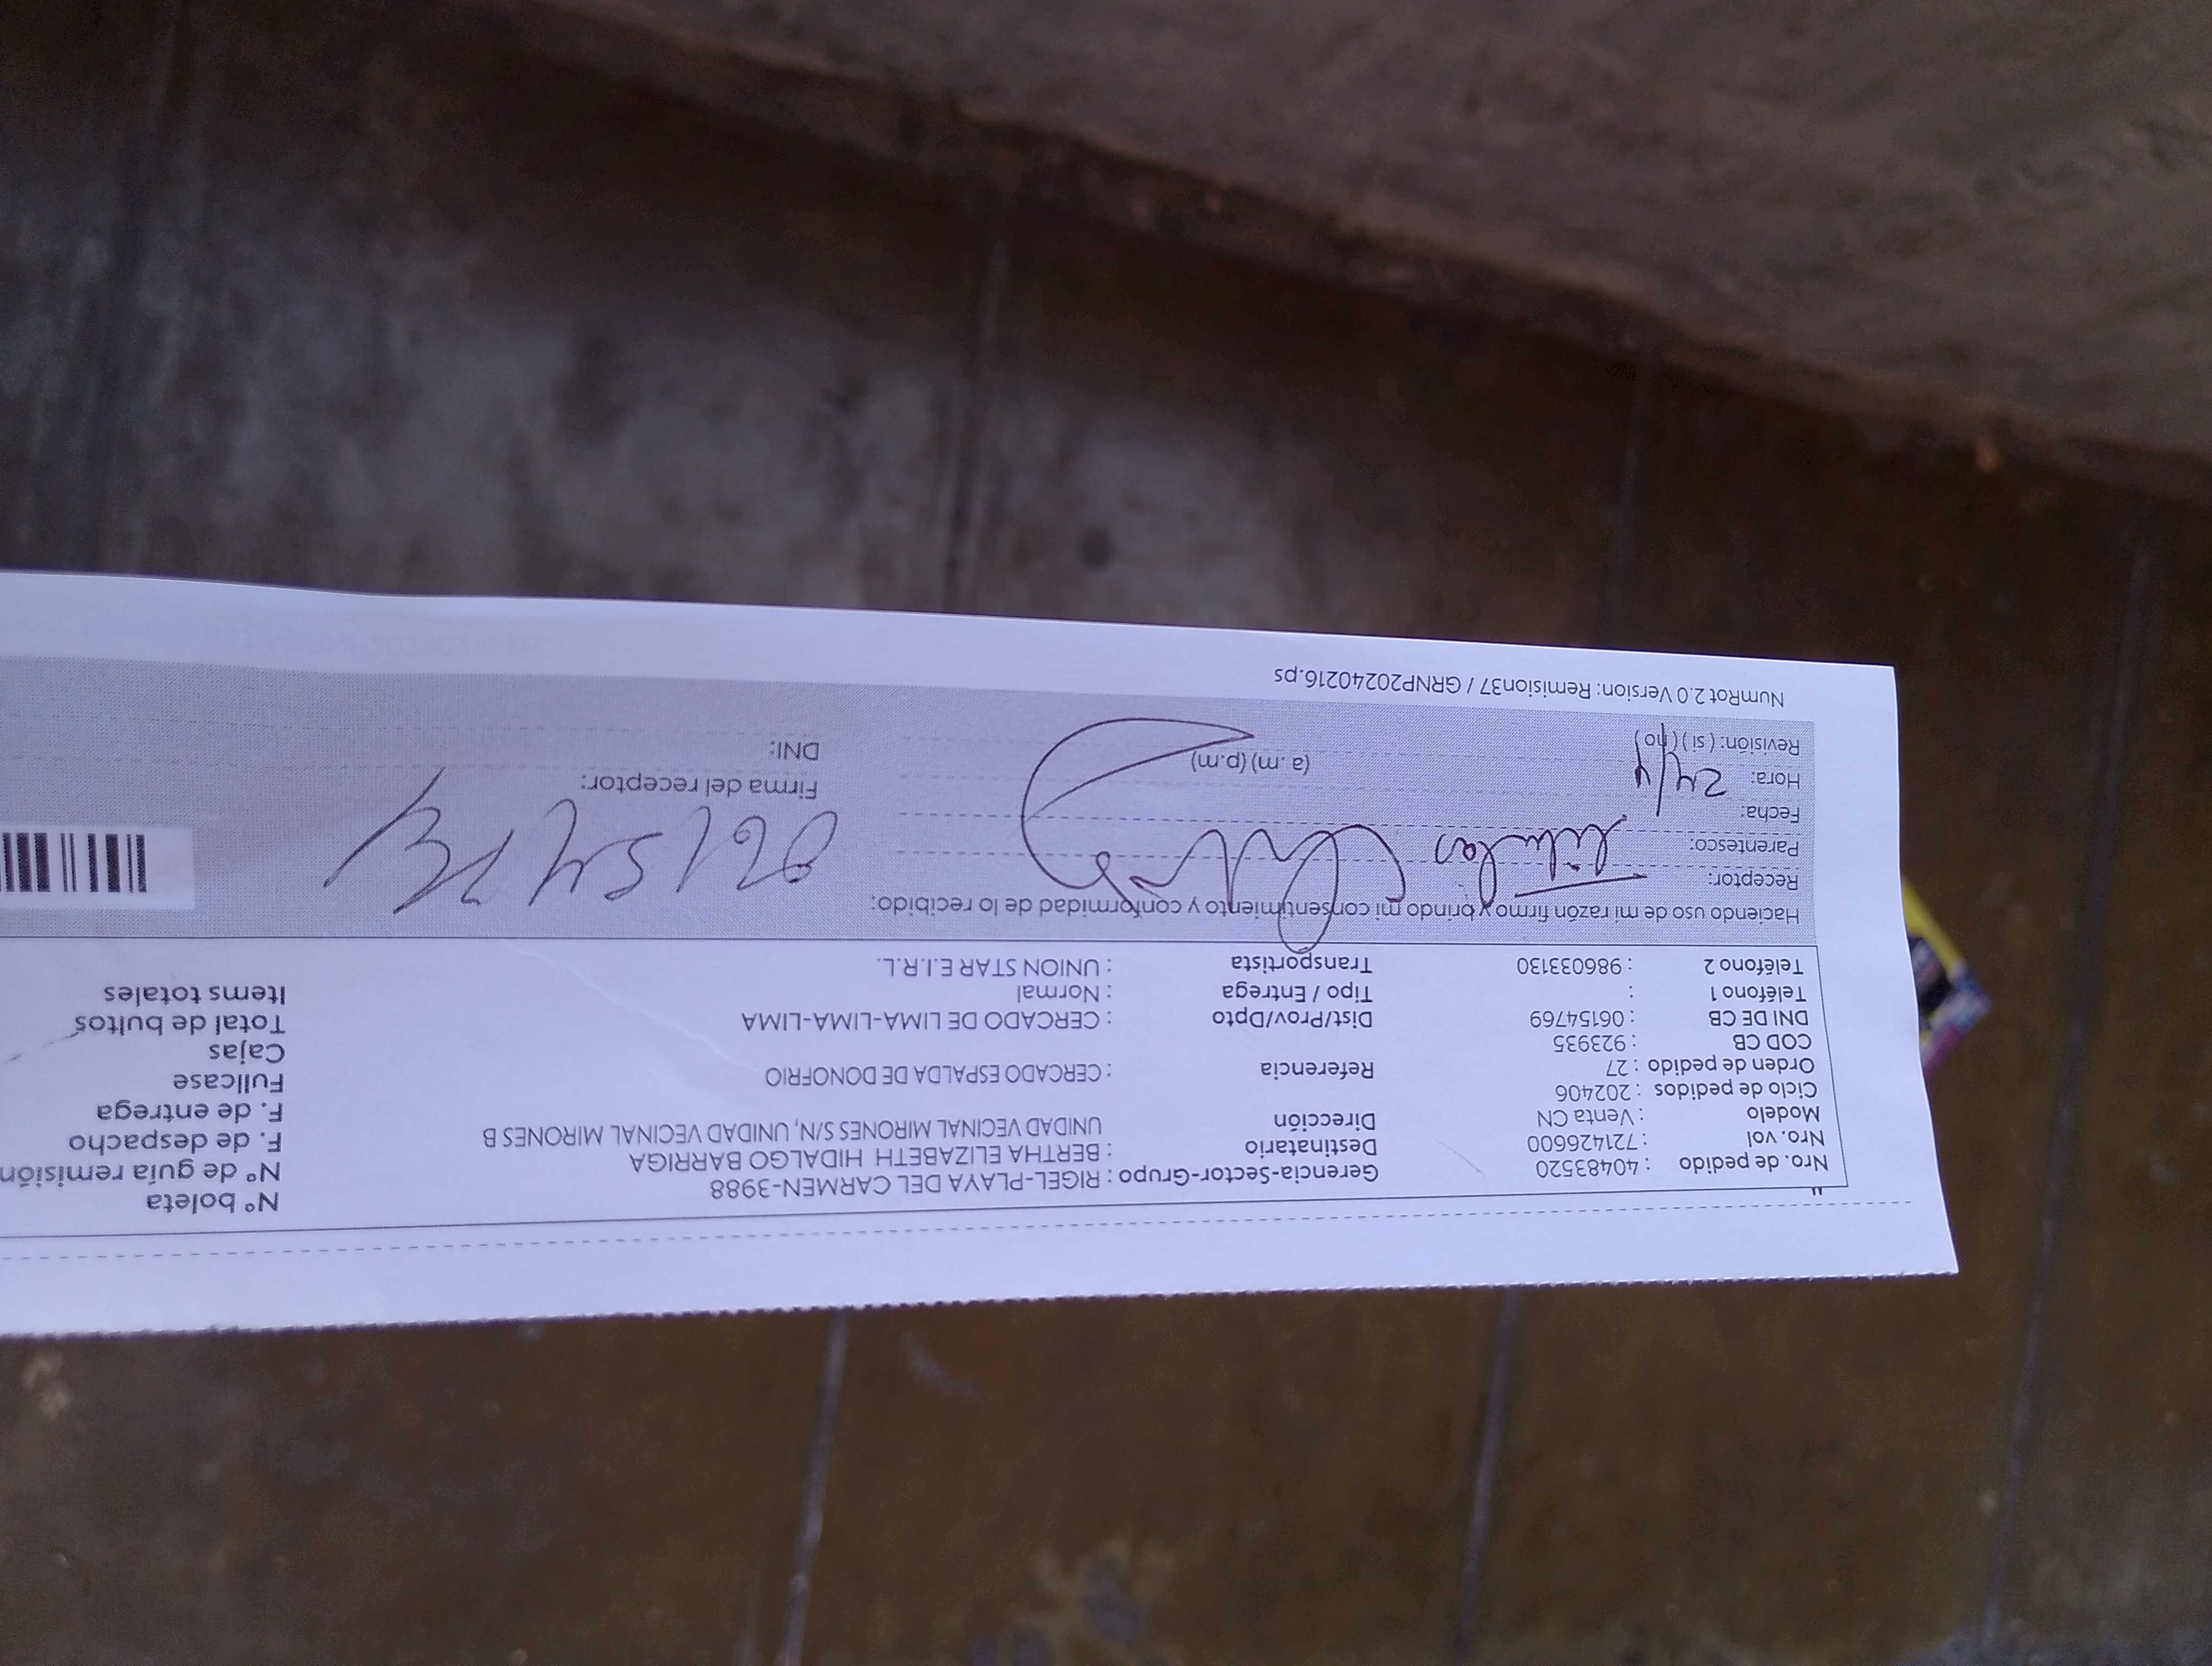 Nro. de pedido : 40483520 Gerencia-Sector-Grupo : RIGEL-PLAYA DEL CARMEN-3988 N° boleta
Nro. vol : 721426600 Destinatario : BERTHA ELIZABETH HIDALGO BARRIGA N° de guía remisión
Modelo : Venta CN Dirección UNIDAD VECINAL MIRONES S/N, UNIDAD VECINAL MIRONES B F. de despacho
Ciclo de pedidos : 202406 F. de entrega
Orden de pedido : 27 Referencia : CERCADO ESPALDA DE DONOFRIO Fullcase
COD CB : 923935 Cajas
DNI DE CB : 06154769 Dist/Prov/Dpto : CERCADO DE LIMA-LIMA-LIMA Total de bultos
Teléfono 1 : Tipo / Entrega : Normal Items totales
Teléfono 2 : 986033130 Transportista : UNION STAR E.I.R.L.
Haciendo uso de mi razón firmo y brindo mi consentimiento y conformidad de lo recibido:
Receptor:
Parentesco: Titular
Fecha: 24/4
Hora: (a.m) (p.m) Firma del receptor:
Revisión: (si) (no) DNI:
NumRot 2.0 Version: Remision37 / GRNP20240216.ps